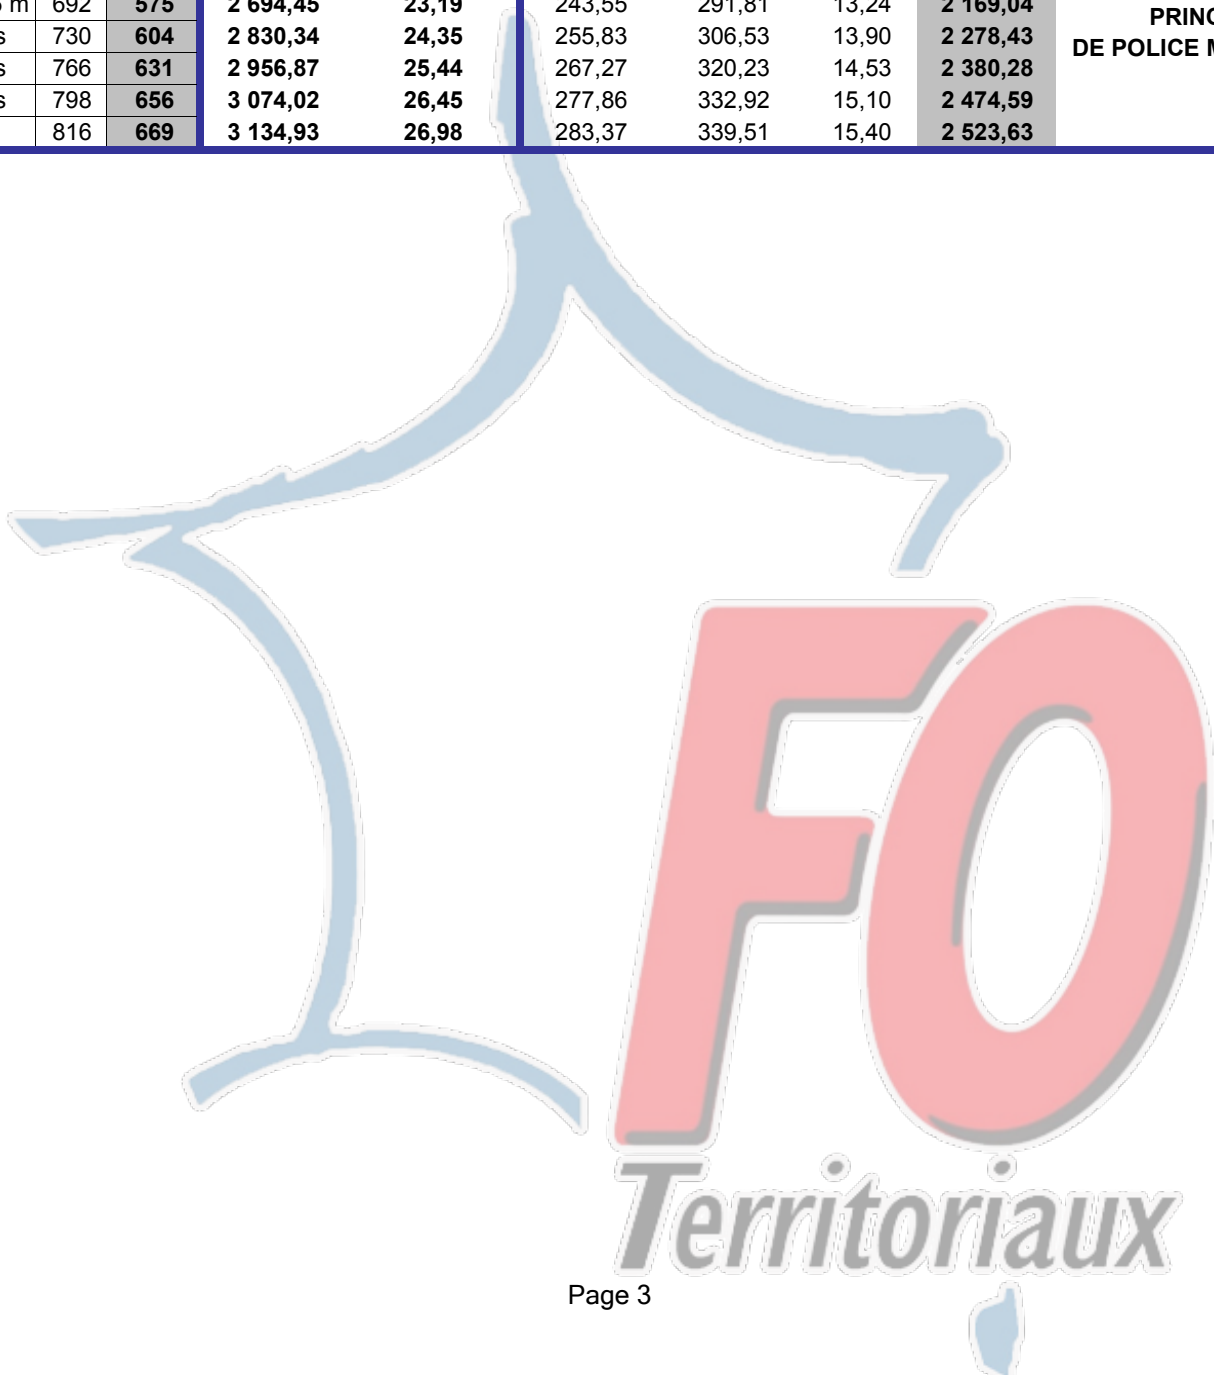 692 575 2 694,45 23,19 243,55 291,81 13,24 2 169,04
730 604 2 830,34 24,35 255,83 306,53 13,90 2 278,43
DE POLICE
766 631 2 956,87 25,44 267,27 320,23 14,53 2 380,28
798 656 3 074,02 26,45 277,86 332,92 15,10 2 474,59
816 669 3 134,93 26,98 283,37 339,51 15,40 2 523,63
FO
Territoriaux
Page 3